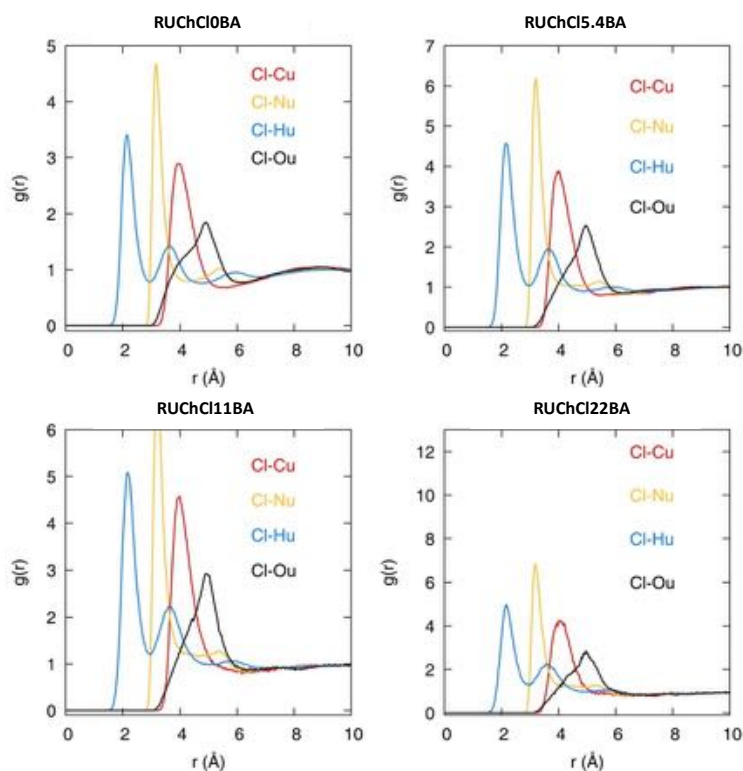 RUChCl0BA
5
4
3
2
1
0
g(r)
Cl-Cu
Cl-Nu
Cl-Hu
Cl-Ou
0 2 4 6 8 10
r (Å)
RUChCl5.4BA
7
6
5
4
3
2
1
0
g(r)
Cl-Cu
Cl-Nu
Cl-Hu
Cl-Ou
0 2 4 6 8 10
r (Å)
RUChCl11BA
6
5
4
3
2
1
0
g(r)
Cl-Cu
Cl-Nu
Cl-Hu
Cl-Ou
0 2 4 6 8 10
r (Å)
RUChCl22BA
12
10
8
6
4
2
0
g(r)
Cl-Cu
Cl-Nu
Cl-Hu
Cl-Ou
0 2 4 6 8 10
r (Å)